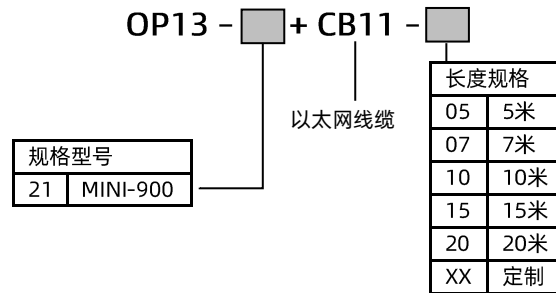 OP13 - + CB11 -
以太网线缆
规格型号
21 MINI-900
长度规格
05 5米
07 7米
10 10米
15 15米
20 20米
XX 定制